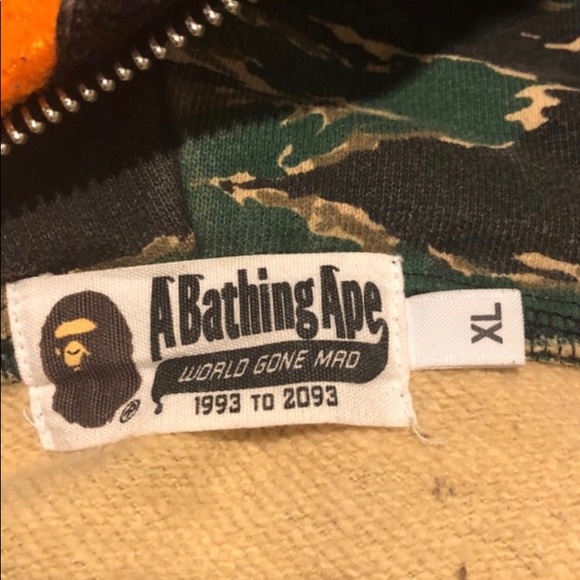 A Bathing Ape
WORLD GONE MAD
1993 TO 2093
®
XL